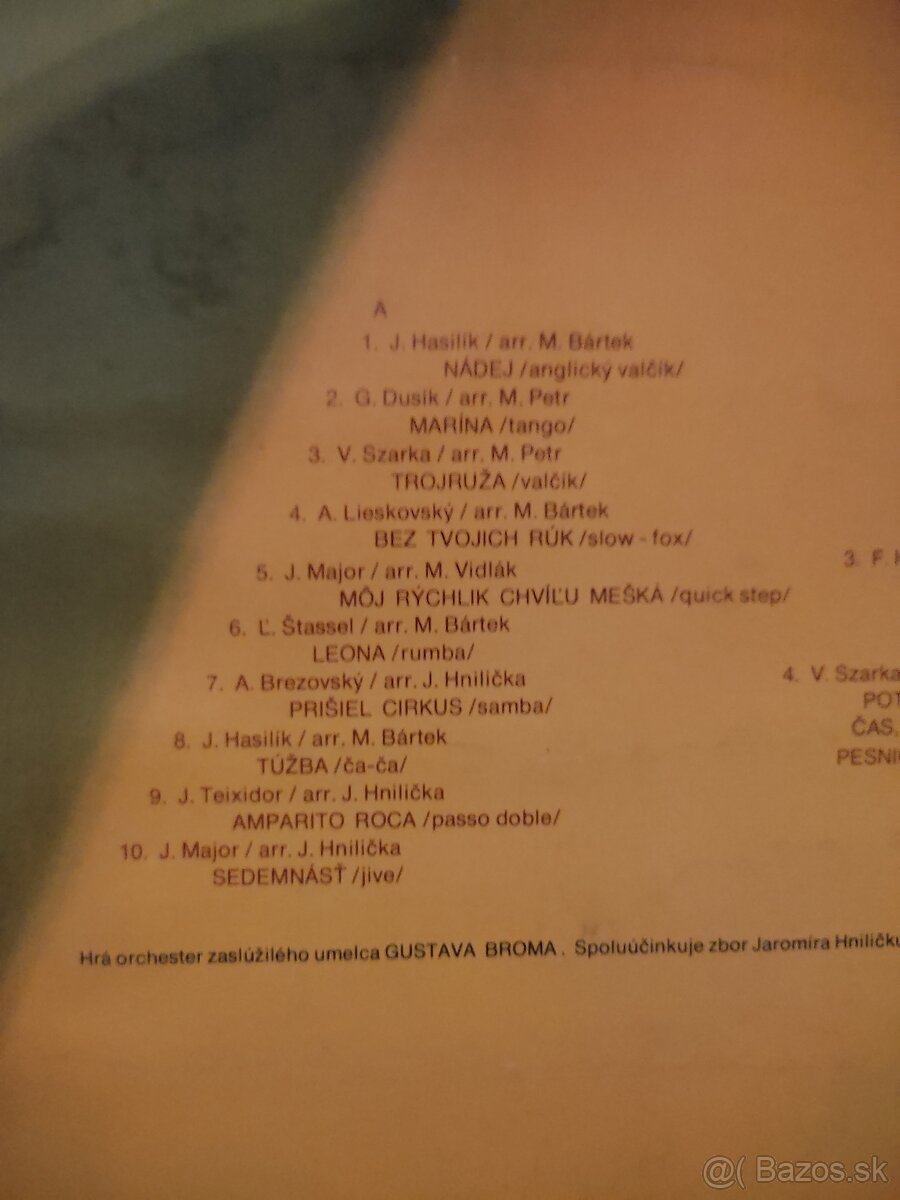 A
1. J. Hasilík / arr. M. Bártek
NÁDEJ /anglický valčík/
2. G. Dusík / arr. M. Petr
MARÍNA /tango/
3. V. Szarka / arr. M. Petr
TROJRUŽA /valčík/
4. A. Lieskovský / arr. M. Bártek
BEZ TVOJICH RÚK /slow - fox/
5. J. Major / arr. M. Vidlák
MÔJ RÝCHLIK CHVÍĽU MEŠKÁ /quick step/
6. Ľ. Štassel / arr. M. Bártek
LEONA /rumba/
7. A. Brezovský / arr. J. Hnilička
PRIŠIEL CIRKUS /samba/
8. J. Hasilík / arr. M. Bártek
TÚŽBA /ča-ča/
9. J. Teixidor / arr. J. Hnilička
AMPARITO ROCA /passo doble/
10. J. Major / arr. J. Hnilička
SEDEMNÁSŤ /jive/
3. F.
4. V. Szarka
POT
ČAS,
PESNI
Hrá orchester zaslúžilého umelca GUSTAVA BROMA. Spoluúčinkuje zbor Jaromíra Hniličku
@( Bazos.sk